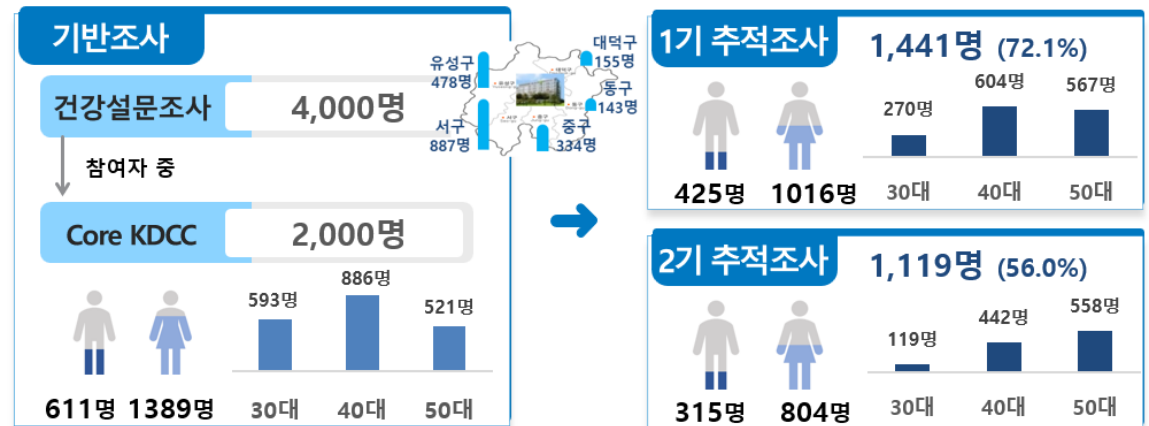 기반조사
건강설문조사
4,000명
참여자 중
Core KDCC
2,000명
611명
1389명
593명
886명
521명
30대
40대
50대
유성구
478명
대덕구
155명
동구
143명
서구
887명
중구
334명
1기 추적조사
1,441명 (72.1%)
425명
1016명
270명
604명
567명
30대
40대
50대
2기 추적조사
1,119명 (56.0%)
315명
804명
119명
442명
558명
30대
40대
50대